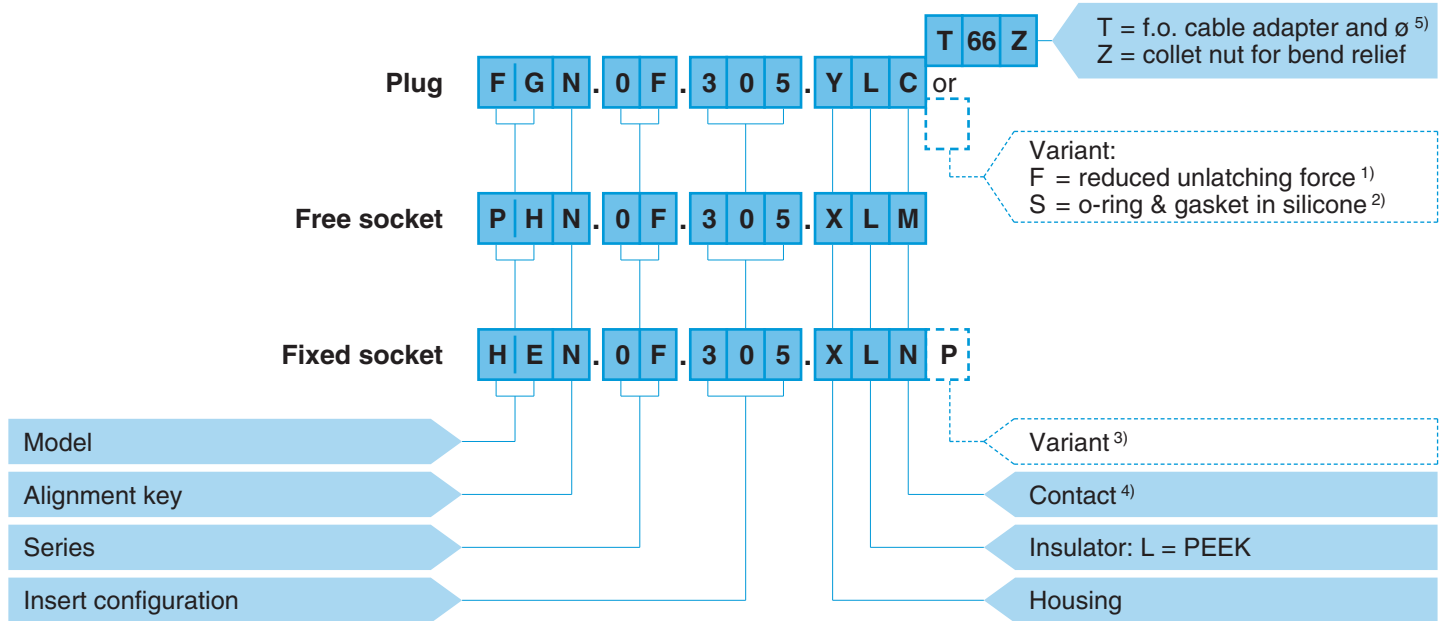 T 66 Z
T = f.o. cable adapter and ø 5)
Z = collet nut for bend relief
Plug
F G N . 0 F . 3 0 5 . Y L C or
Variant:
F = reduced unlatching force 1)
S = o-ring & gasket in silicone 2)
Free socket
P H N . 0 F . 3 0 5 . X L M
Fixed socket
H E N . 0 F . 3 0 5 . X L N P
Model
Variant 3)
Alignment key
Contact 4)
Series
Insulator: L = PEEK
Insert configuration
Housing